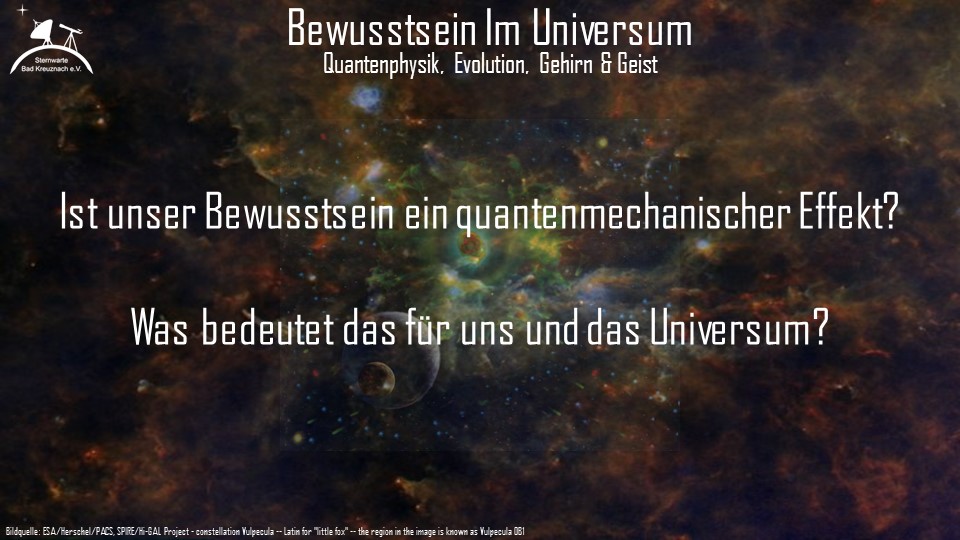 Bewusstsein Im Universum
Quantenphysik, Evolution, Gehirn & Geist
Sternwarte
Bad Kreuznach e.V.
Ist unser Bewusstsein ein quantenmechanischer Effekt?
Was bedeutet das für uns und das Universum?
Bildquelle: ESA/Herschel/PACS, SPIRE/Hi-GAL Project - constellation Vulpecula -- Latin for "little fox" -- the region in the image is known as Vulpecula OB1